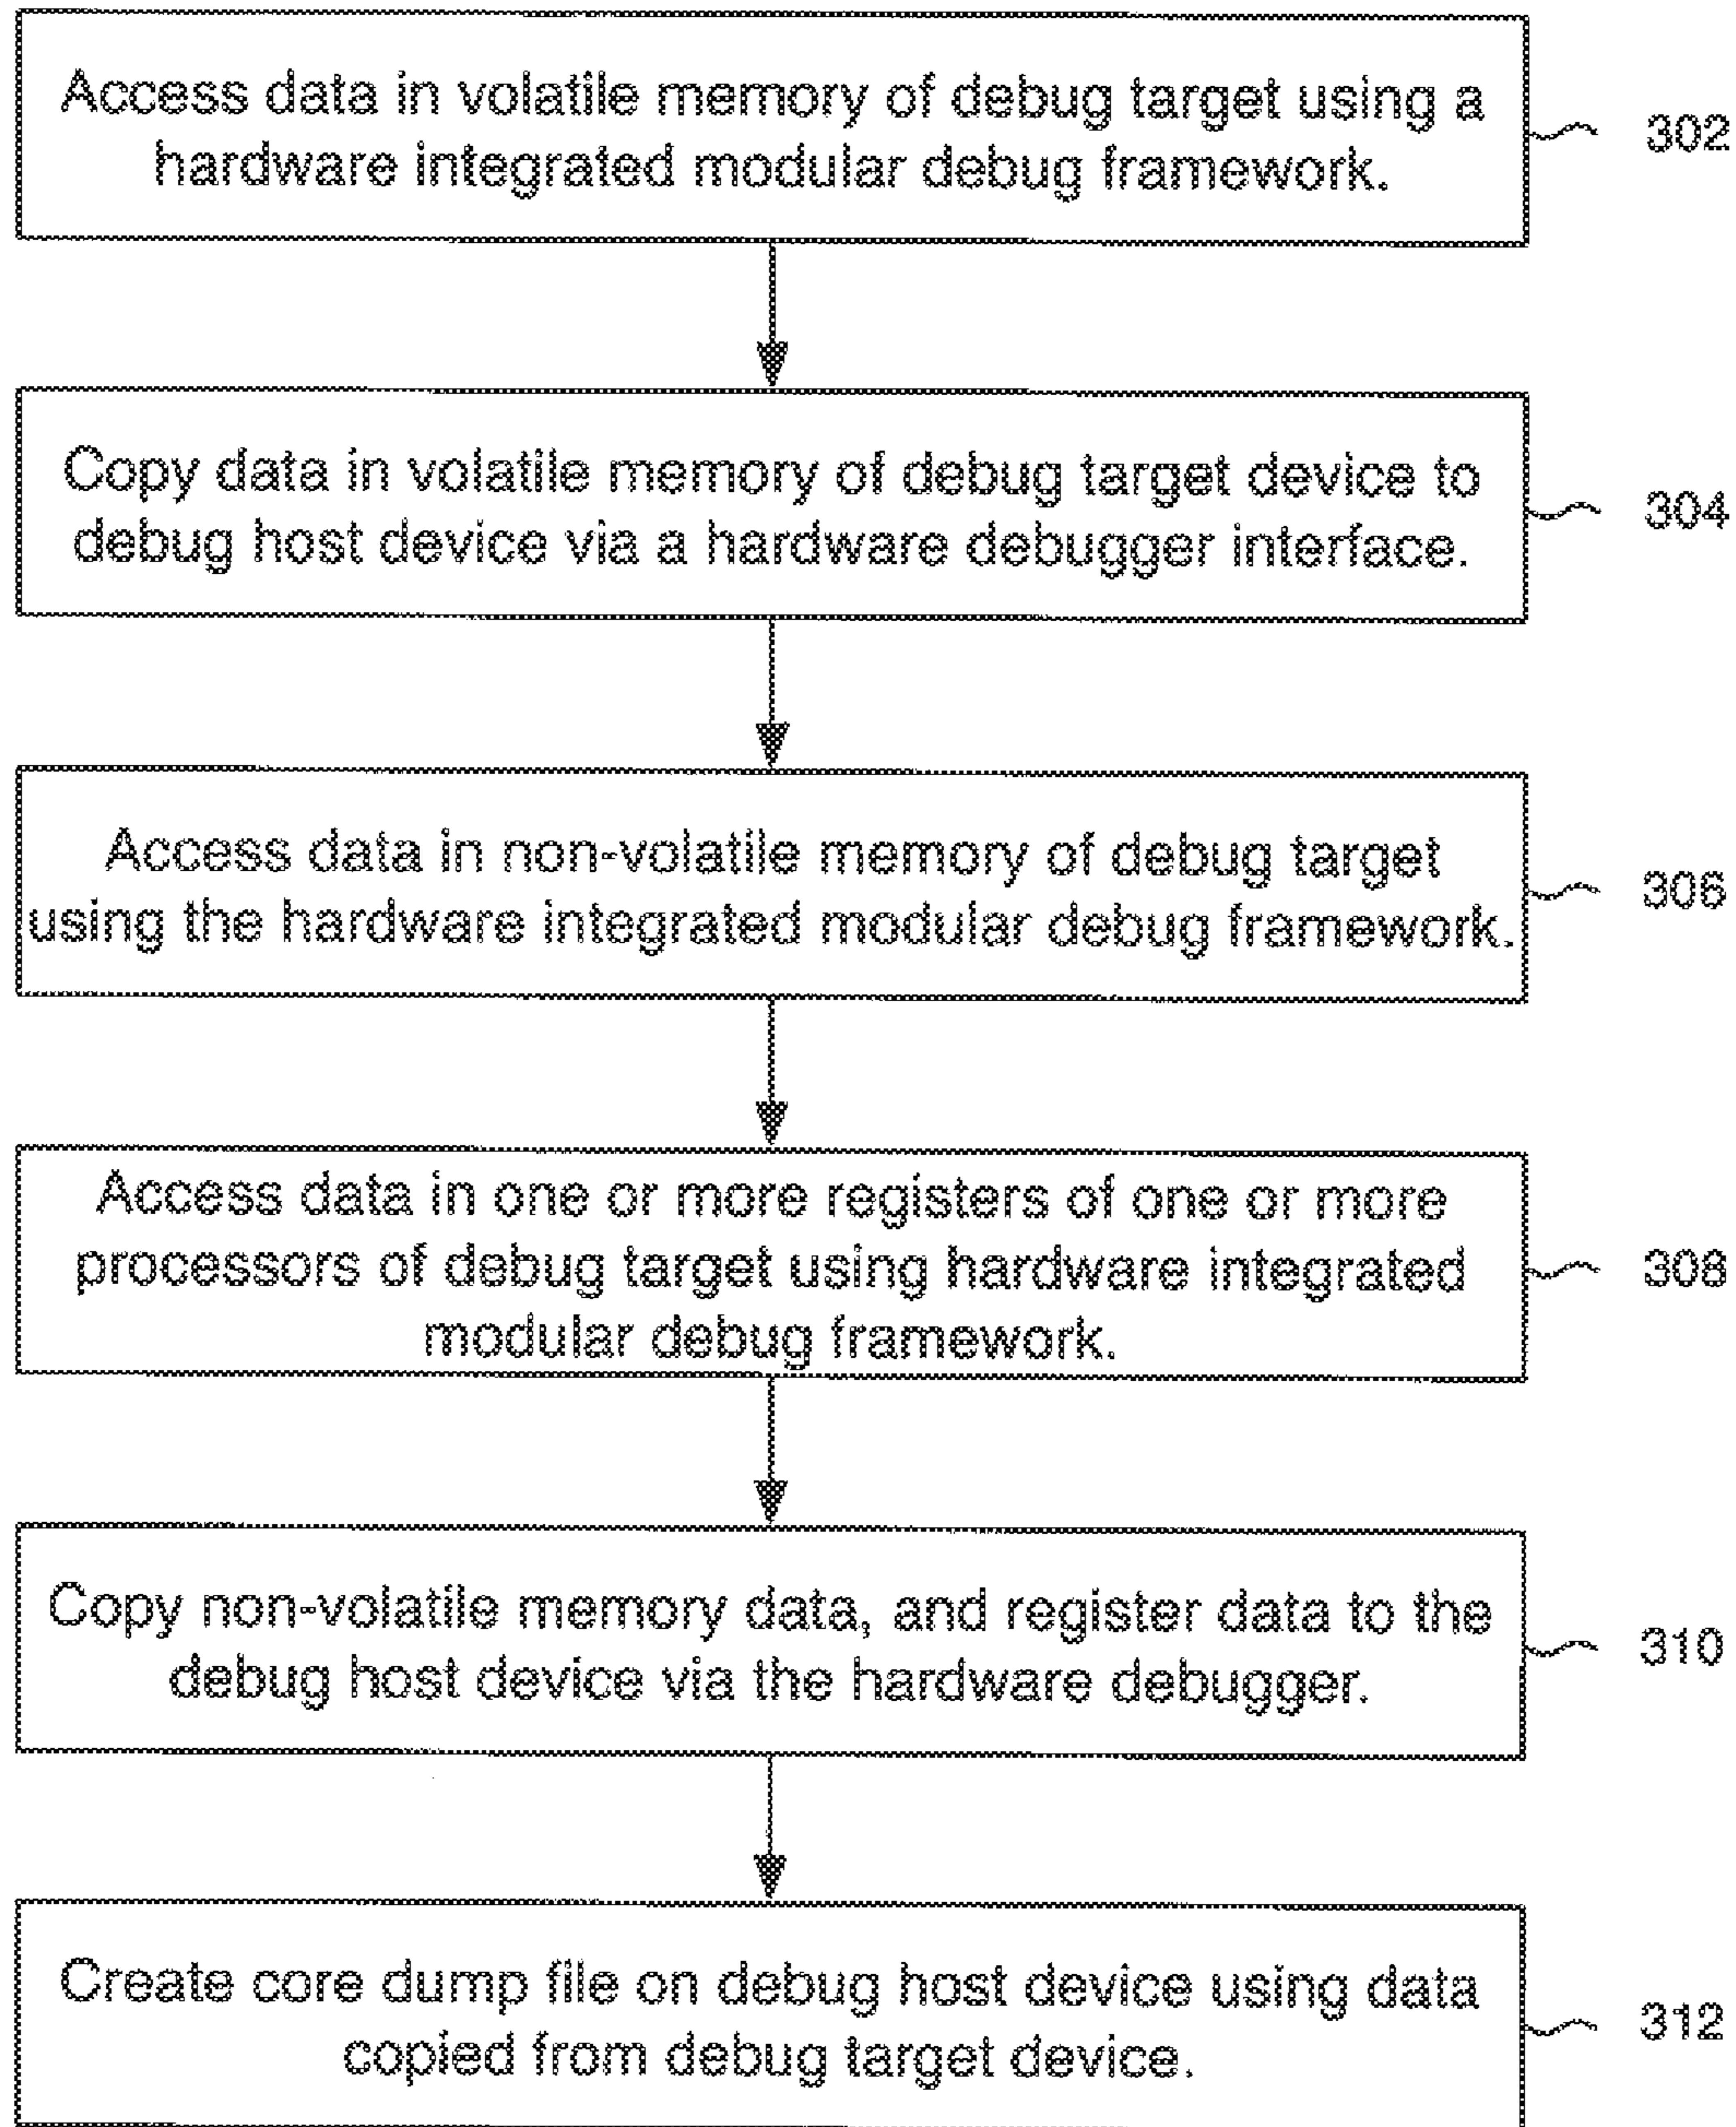 Access data in volatile memory of debug target using a
hardware integrated modular debug framework.
302
Copy data in volatile memory of debug target device to
debug host device via a hardware debugger interface.
304
Access data in non-volatile memory of debug target
using the hardware integrated modular debug framework.
306
Access data in one or more registers of one or more
processors of debug target using hardware integrated
modular debug framework.
308
Copy non-volatile memory data, and register data to the
debug host device via the hardware debugger.
310
Create core dump file on debug host device using data
copied from debug target device.
312